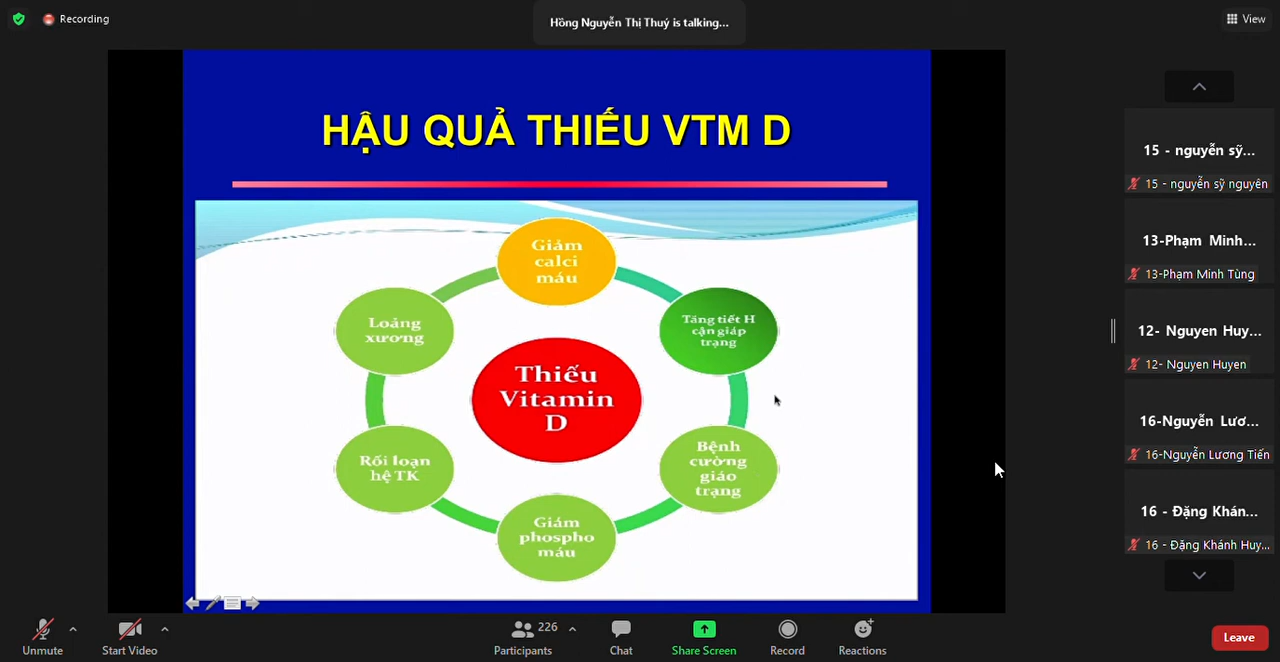 Recording
Hồng Nguyễn Thị Thuý is talking...
View
HẬU QUẢ THIẾU VTM D
Giảm
calci
máu
Tăng tiết H
cận giáp
trạng
Bệnh
cường
giáo
trạng
Giảm
phospho
máu
Rối loạn
hệ TK
Loãng
xương
Thiếu
Vitamin
D
15 - nguyễn sỹ...
15 - nguyễn sỹ nguyên
13-Phạm Minh...
13-Phạm Minh Tùng
12- Nguyen Huy...
12- Nguyen Huyen
16-Nguyễn Lươ...
16-Nguyễn Lương Tiến
16 - Đặng Khán...
16 - Đặng Khánh Huy...
Unmute
Start Video
226
Participants
Chat
Share Screen
Record
Reactions
Leave